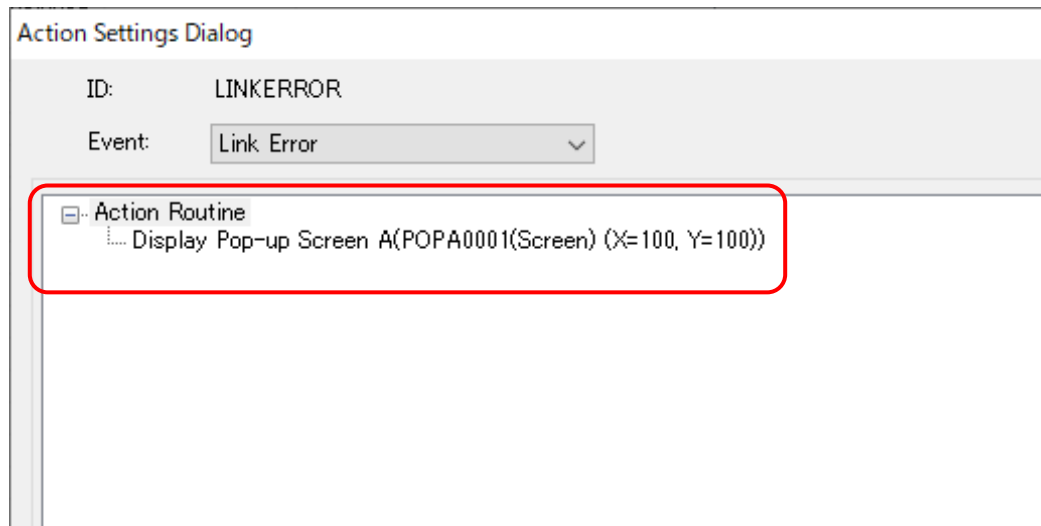 Action Settings Dialog
ID: LINKERROR
Event: Link Error
Action Routine
Display Pop-up Screen A(POPA0001(Screen) (X=100, Y=100))